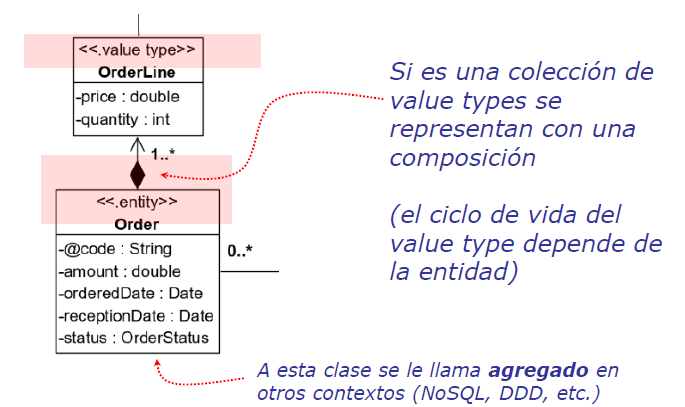 <<.value type>>
OrderLine
-price : double
-quantity : int
1..*
<<.entity>>
Order
-@code : String
-amount : double
-orderedDate : Date
-receptionDate : Date
-status : OrderStatus
0..*
Si es una colección de
value types se
representan con una
composición
(el ciclo de vida del
value type depende de
la entidad)
A esta clase se le llama agregado en
otros contextos (NoSQL, DDD, etc.)